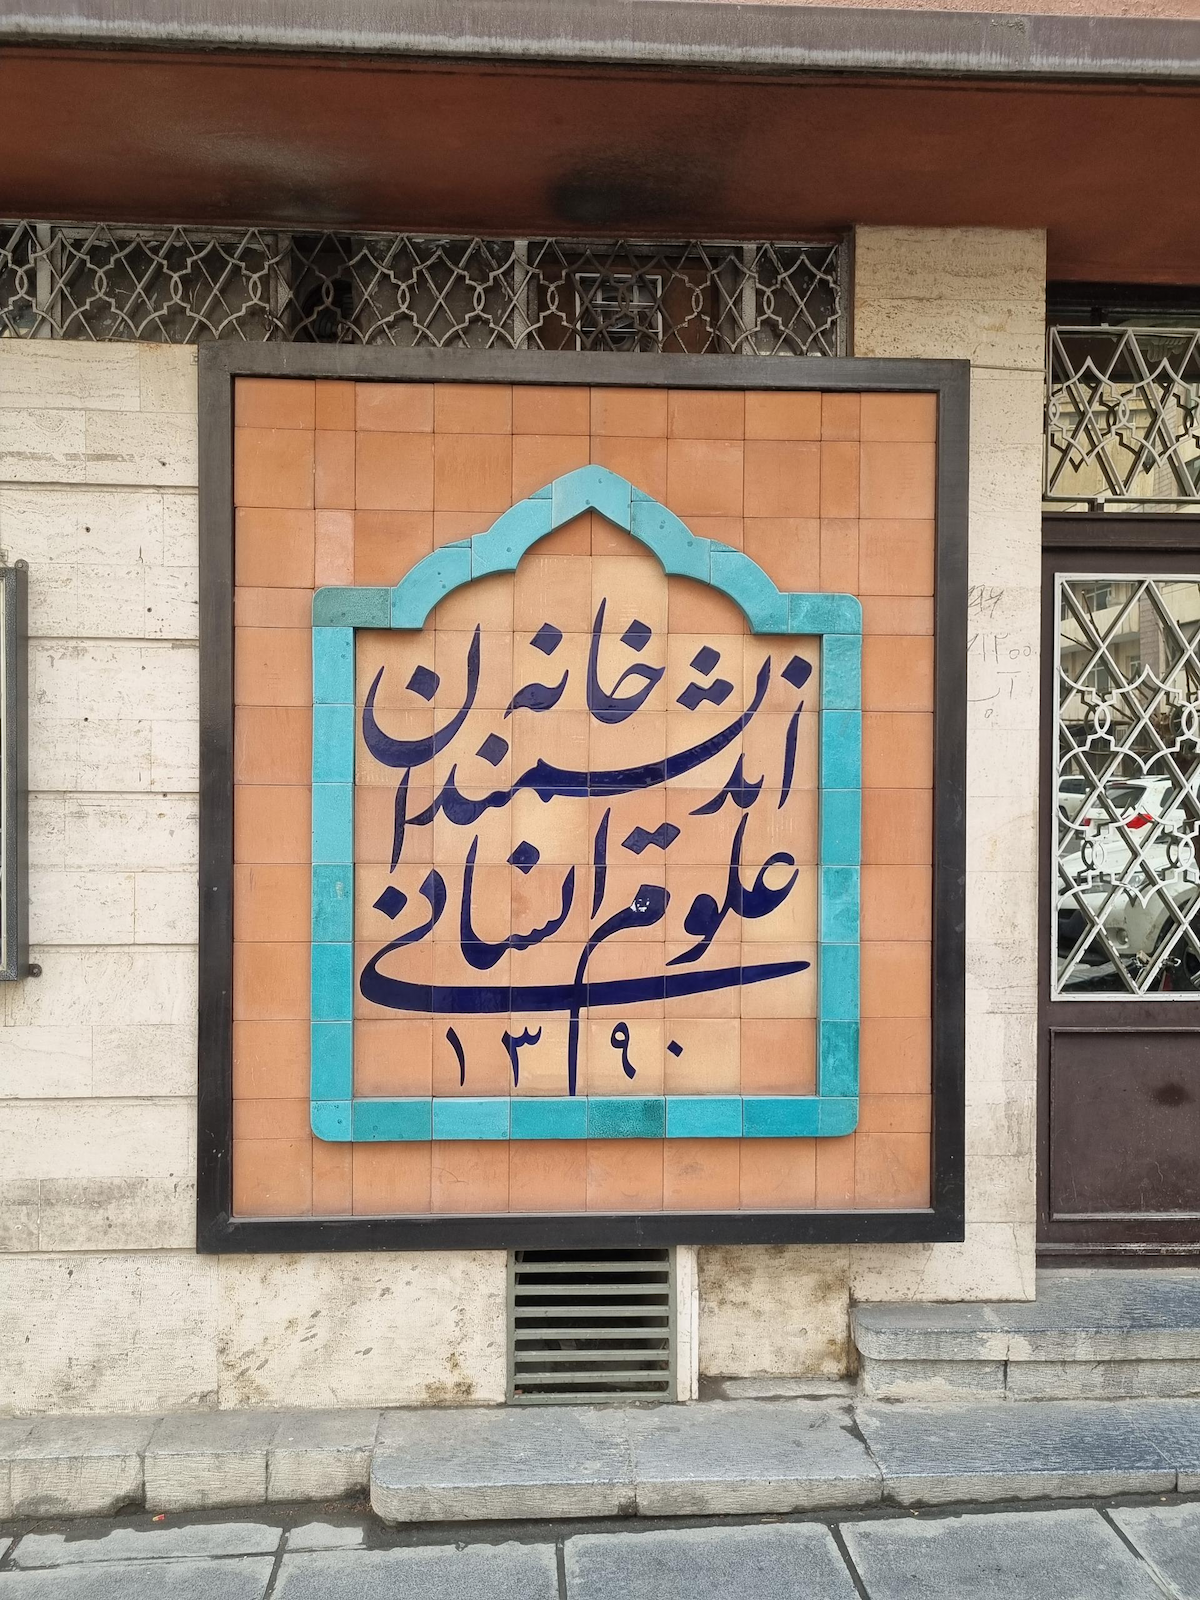 خانه
اندیشمندان
علوم انسانی
۱۳۹۰